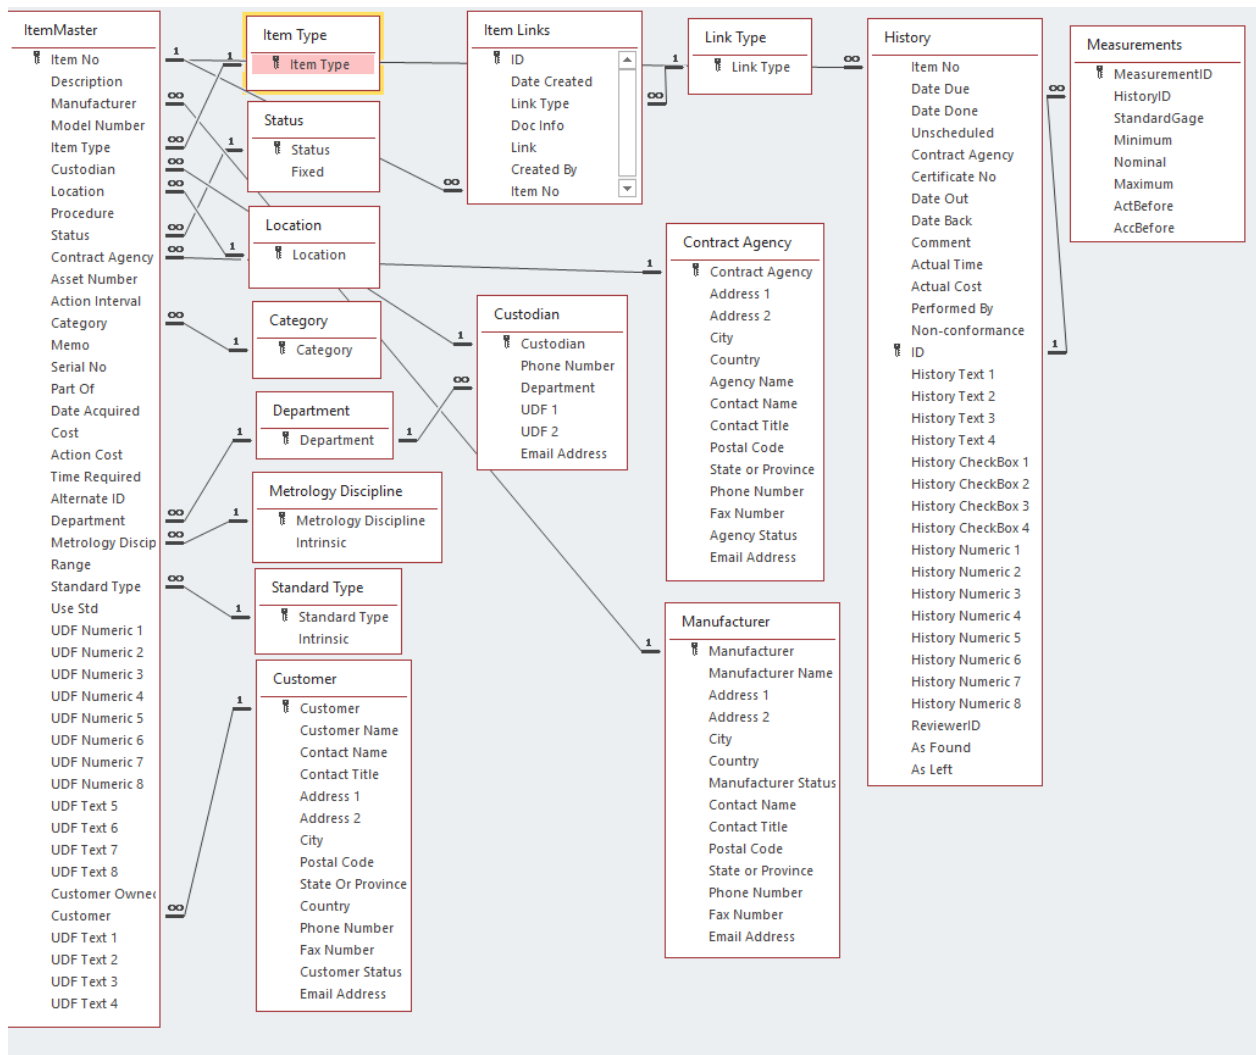 ItemMaster
Item No
Description
Manufacturer
Model Number
Item Type
Custodian
Location
Procedure
Status
Contract Agency
Asset Number
Action Interval
Category
Memo
Serial No
Part Of
Date Acquired
Cost
Action Cost
Time Required
Alternate ID
Department
Metrology Discip
Range
Standard Type
Use Std
UDF Numeric 1
UDF Numeric 2
UDF Numeric 3
UDF Numeric 4
UDF Numeric 5
UDF Numeric 6
UDF Numeric 7
UDF Numeric 8
UDF Text 5
UDF Text 6
UDF Text 7
UDF Text 8
Customer Owned
Customer
UDF Text 1
UDF Text 2
UDF Text 3
UDF Text 4
1
∞
∞
∞
∞
∞
∞
∞
∞
∞
∞
∞
Item Type
Item Type
1
Status
Status
Fixed
1
Location
Location
1
Category
Category
1
Department
Department
1
1
Metrology Discipline
Metrology Discipline
Intrinsic
1
Standard Type
Standard Type
Intrinsic
1
Customer
Customer
Customer Name
Contact Name
Contact Title
Address 1
Address 2
City
Postal Code
State Or Province
Country
Phone Number
Fax Number
Customer Status
Email Address
1
Item Links
ID
Date Created
Link Type
Doc Info
Link
Created By
Item No
∞
∞
Custodian
Custodian
Phone Number
Department
UDF 1
UDF 2
Email Address
1
∞
Link Type
Link Type
1
Contract Agency
Contract Agency
Address 1
Address 2
City
Country
Agency Name
Contact Name
Contact Title
Postal Code
State or Province
Phone Number
Fax Number
Agency Status
Email Address
1
Manufacturer
Manufacturer
Manufacturer Name
Address 1
Address 2
City
Country
Manufacturer Status
Contact Name
Contact Title
Postal Code
State or Province
Phone Number
Fax Number
Email Address
1
History
Item No
Date Due
Date Done
Unscheduled
Contract Agency
Certificate No
Date Out
Date Back
Comment
Actual Time
Actual Cost
Performed By
Non-conformance
ID
History Text 1
History Text 2
History Text 3
History Text 4
History CheckBox 1
History CheckBox 2
History CheckBox 3
History CheckBox 4
History Numeric 1
History Numeric 2
History Numeric 3
History Numeric 4
History Numeric 5
History Numeric 6
History Numeric 7
History Numeric 8
ReviewerID
As Found
As Left
∞
1
Measurements
MeasurementID
HistoryID
StandardGage
Minimum
Nominal
Maximum
ActBefore
AccBefore
∞